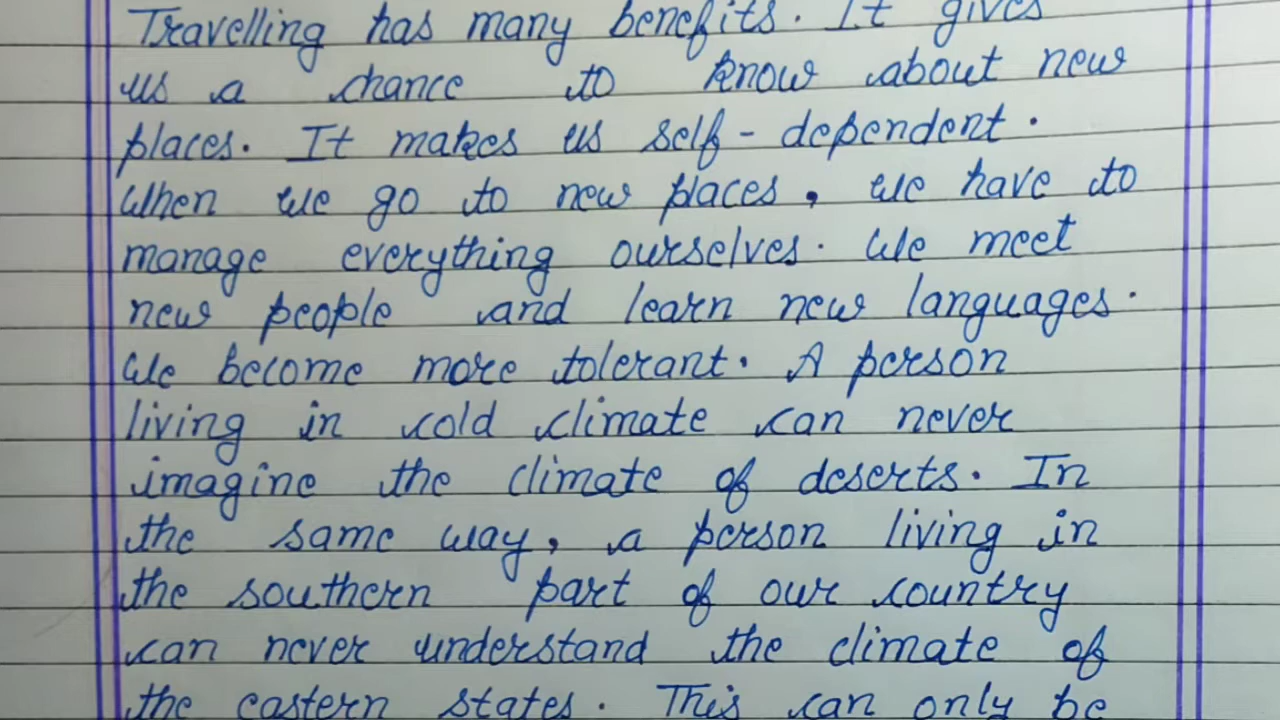 Travelling has many benefits. It gives
us a chance to know about new
places. It makes us self-dependent.
When we go to new places, we have to
manage everything ourselves. We meet
new people and learn new languages.
We become more tolerant. A person
living in cold climate can never
imagine the climate of deserts. In
the same way, a person living in
the southern part of our country
can never understand the climate of
the eastern states. This can only be